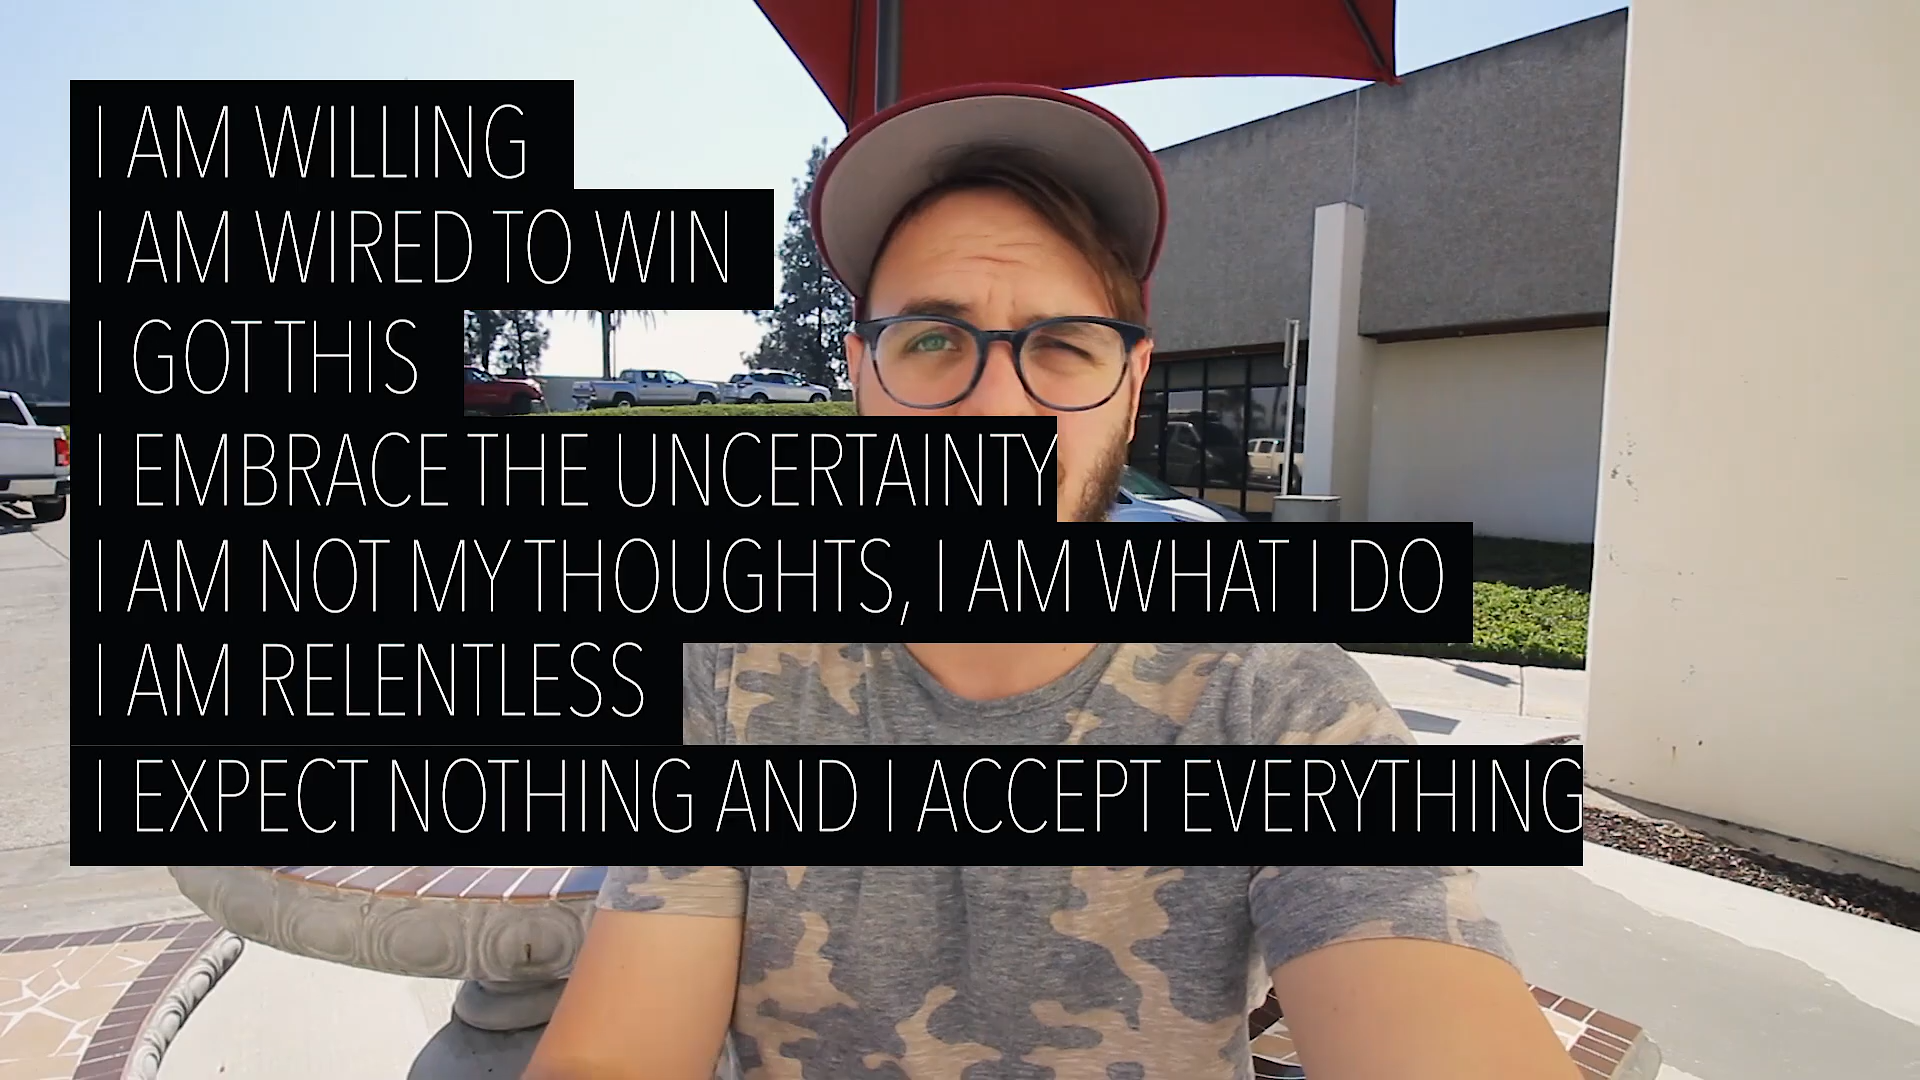 I AM WILLING
I AM WIRED TO WIN
I GOT THIS
I EMBRACE THE UNCERTAINTY
I AM NOT MY THOUGHTS, I AM WHAT I DO
I AM RELENTLESS
I EXPECT NOTHING AND I ACCEPT EVERYTHING